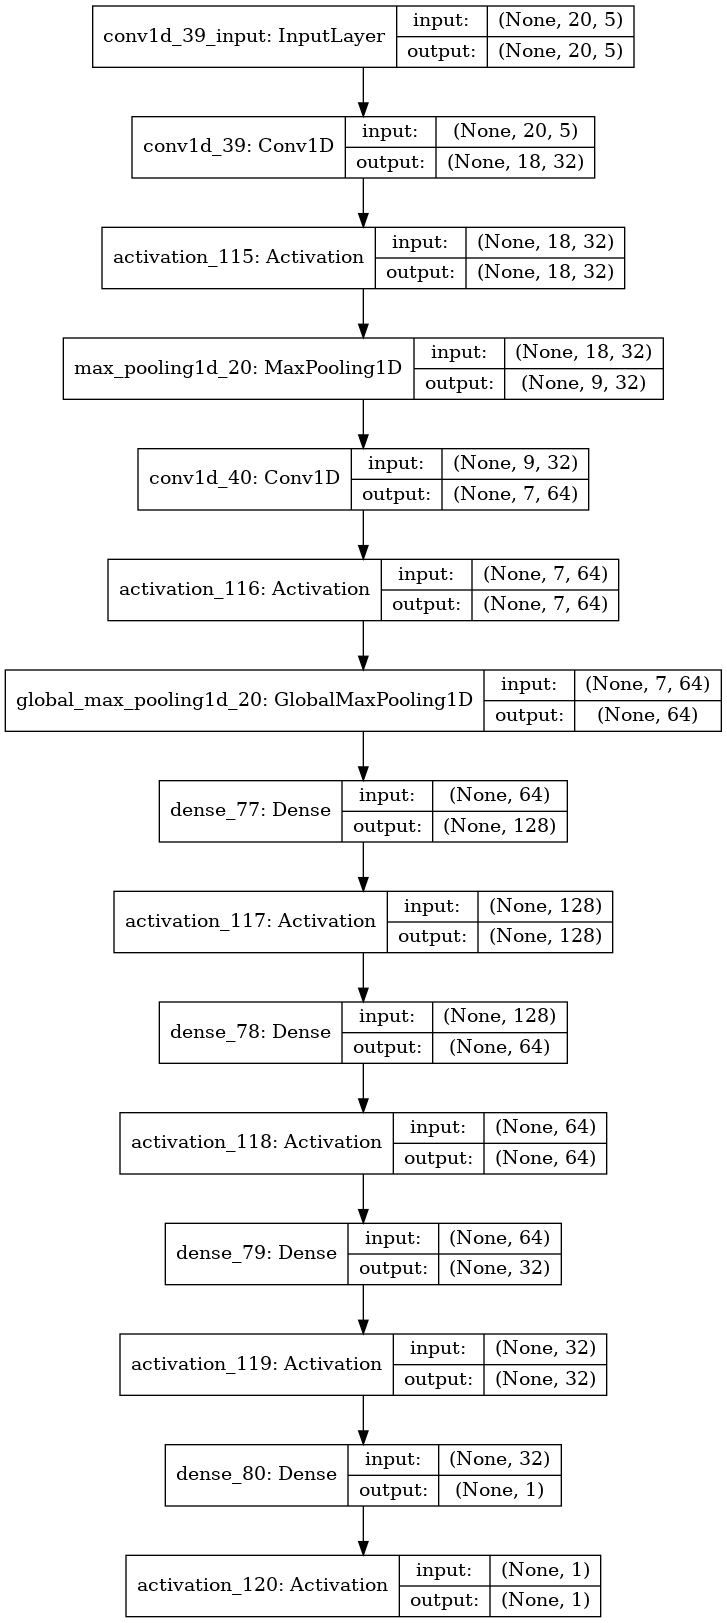 conv1d_39_input: InputLayer input: (None, 20, 5)
output: (None, 20, 5)
conv1d_39: Conv1D input: (None, 20, 5)
output: (None, 18, 32)
activation_115: Activation input: (None, 18, 32)
output: (None, 18, 32)
max_pooling1d_20: MaxPooling1D input: (None, 18, 32)
output: (None, 9, 32)
conv1d_40: Conv1D input: (None, 9, 32)
output: (None, 7, 64)
activation_116: Activation input: (None, 7, 64)
output: (None, 7, 64)
global_max_pooling1d_20: GlobalMaxPooling1D input: (None, 7, 64)
output: (None, 64)
dense_77: Dense input: (None, 64)
output: (None, 128)
activation_117: Activation input: (None, 128)
output: (None, 128)
dense_78: Dense input: (None, 128)
output: (None, 64)
activation_118: Activation input: (None, 64)
output: (None, 64)
dense_79: Dense input: (None, 64)
output: (None, 32)
activation_119: Activation input: (None, 32)
output: (None, 32)
dense_80: Dense input: (None, 32)
output: (None, 1)
activation_120: Activation input: (None, 1)
output: (None, 1)